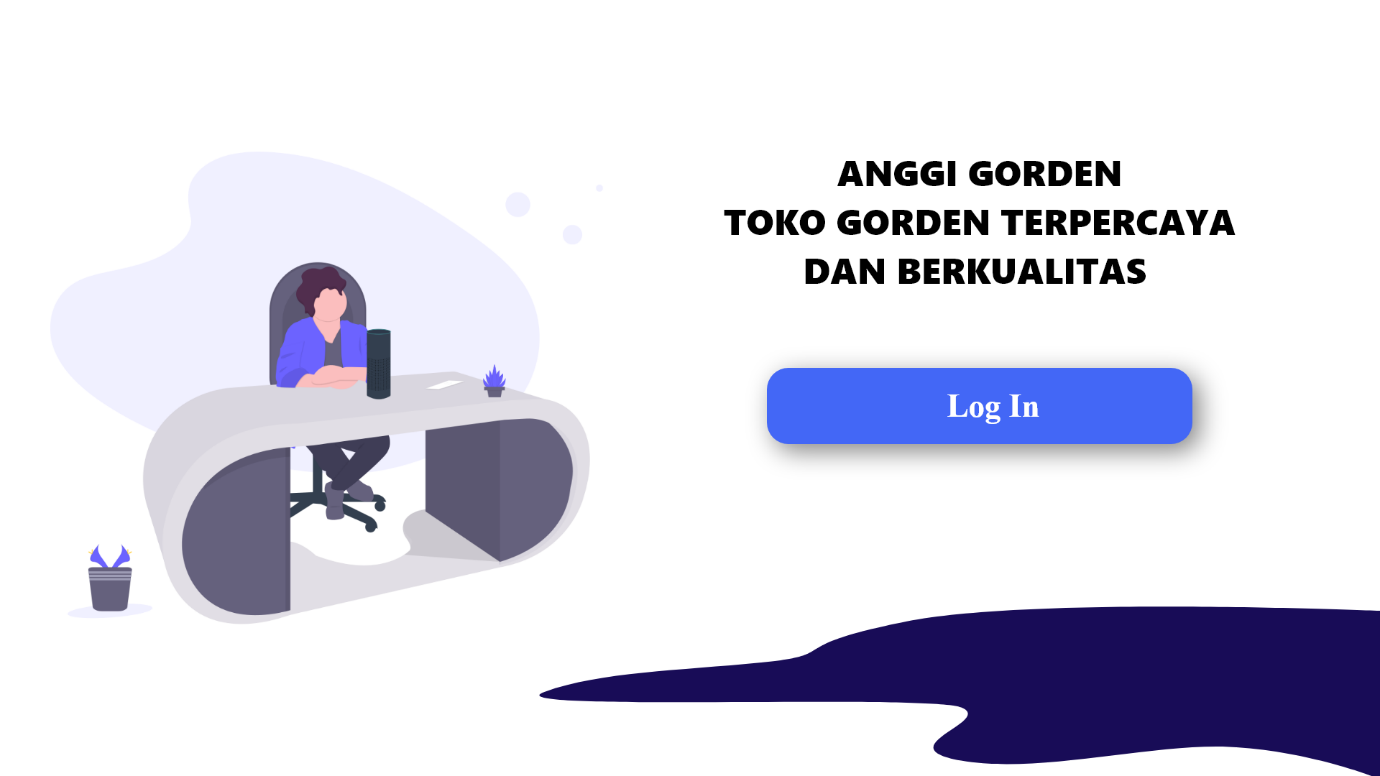 ANGGI GORDEN
TOKO GORDEN TERPERCAYA
DAN BERKUALITAS
Log In